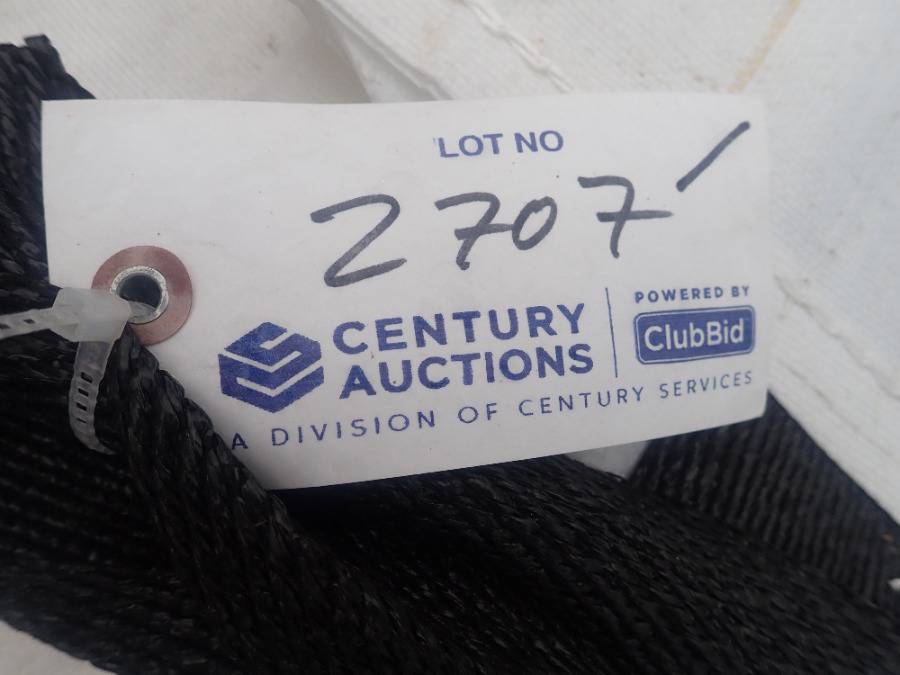 LOT NO
2707
CENTURY
AUCTIONS
POWERED BY
ClubBid
A DIVISION OF CENTURY SERVICES